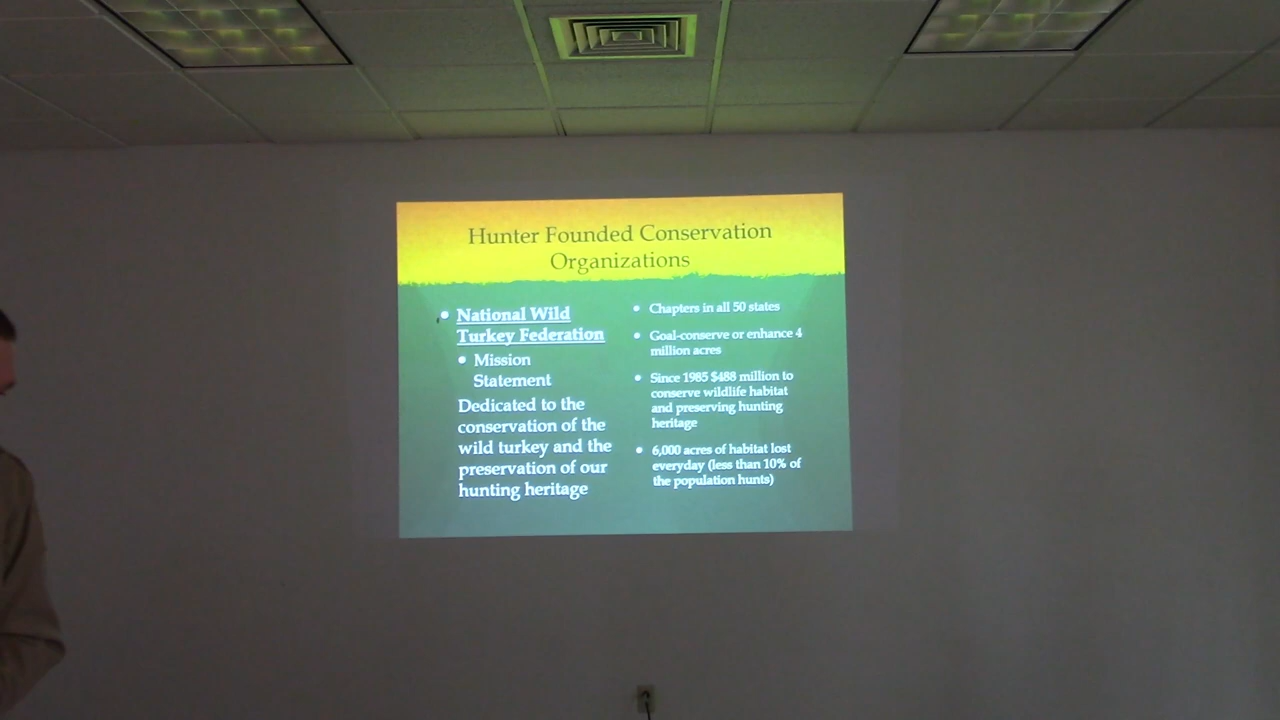 Hunter Founded Conservation
Organizations
National Wild
Turkey Federation
Mission
Statement
Dedicated to the
conservation of the
wild turkey and the
preservation of our
hunting heritage
Chapters in all 50 states
Goal-conserve or enhance 4
million acres
Since 1985 $488 million to
conserve wildlife habitat
and preserving hunting
heritage
6,000 acres of habitat lost
everyday (less than 10% of
the population hunts)